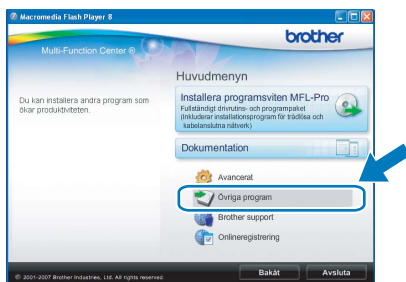 Macromedia Flash Player 8
brother
Multi-Function Center ®
Huvudmenyn
Du kan installera andra program som
ökar produktiviteten.
Installera programsviten MFL-Pro
Fullständigt drivrutins- och programpaket
(Inkluderar installationsprogram för trådlösa och
kabelanslutna nätverk)
Dokumentation
Avancerat
Övriga program
Brother support
Onlineregistrering
© 2001-2007 Brother Industries, Ltd. All rights reserved.
Bakåt
Avsluta